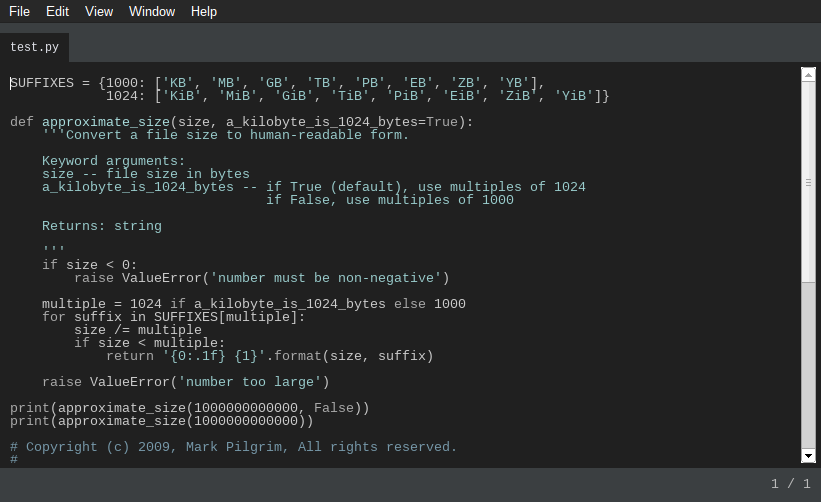 File Edit View Window Help
test.py
SUFFIXES = {1000: ['KB', 'MB', 'GB', 'TB', 'PB', 'EB', 'ZB', 'YB'],
            1024: ['KiB', 'MiB', 'GiB', 'TiB', 'PiB', 'EiB', 'ZiB', 'YiB']}
def approximate_size(size, a_kilobyte_is_1024_bytes=True):
    '''Convert a file size to human-readable form.
    Keyword arguments:
    size -- file size in bytes
    a_kilobyte_is_1024_bytes -- if True (default), use multiples of 1024
                                if False, use multiples of 1000
    Returns: string
    '''
    if size < 0:
        raise ValueError('number must be non-negative')
    multiple = 1024 if a_kilobyte_is_1024_bytes else 1000
    for suffix in SUFFIXES[multiple]:
        size /= multiple
        if size < multiple:
            return '{0:.1f} {1}'.format(size, suffix)
    raise ValueError('number too large')
print(approximate_size(1000000000000, False))
print(approximate_size(1000000000000))
# Copyright (c) 2009, Mark Pilgrim, All rights reserved.
#
1 / 1